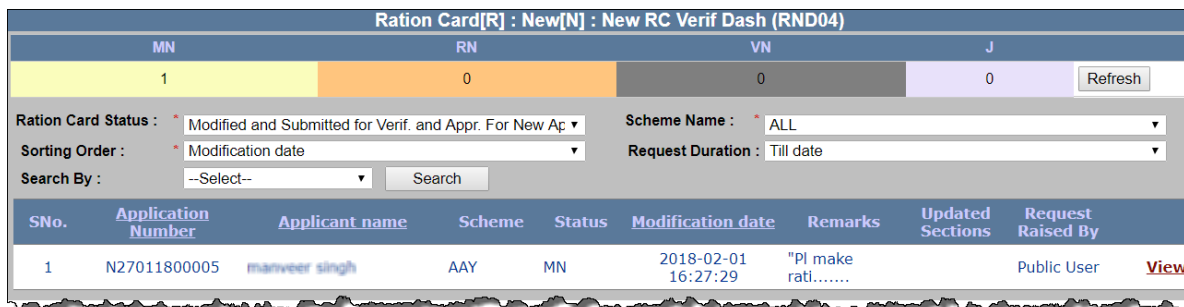 Ration Card[R] : New[N] : New RC Verif Dash (RND04)
MN RN VN J
1 0 0 0 Refresh
Ration Card Status : * Modified and Submitted for Verif. and Appr. For New Ap Scheme Name : * ALL
Sorting Order : * Modification date Request Duration : Till date
Search By : --Select-- Search
SNo. Application Number Applicant name Scheme Status Modification date Remarks Updated Sections Request Raised By
1 N27011800005 manveer singh AAY MN 2018-02-01 16:27:29 "Pl make rati....... Public User View